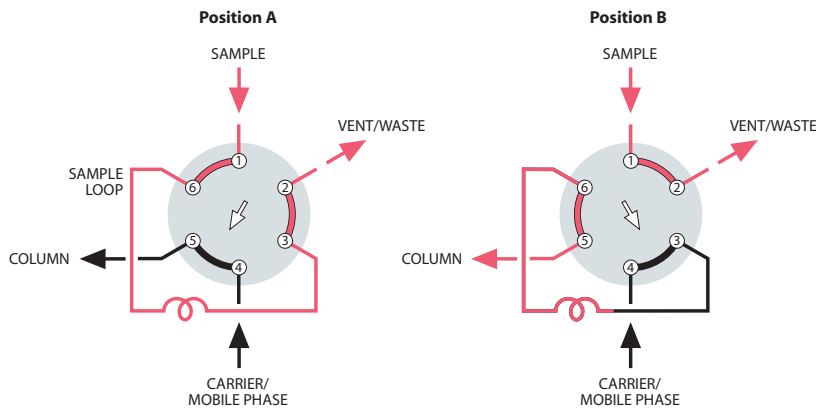 Position A
SAMPLE
VENT/WASTE
SAMPLE
LOOP
COLUMN
1
2
3
4
5
6
CARRIER/
MOBILE PHASE
Position B
SAMPLE
VENT/WASTE
COLUMN
1
2
3
4
5
6
CARRIER/
MOBILE PHASE